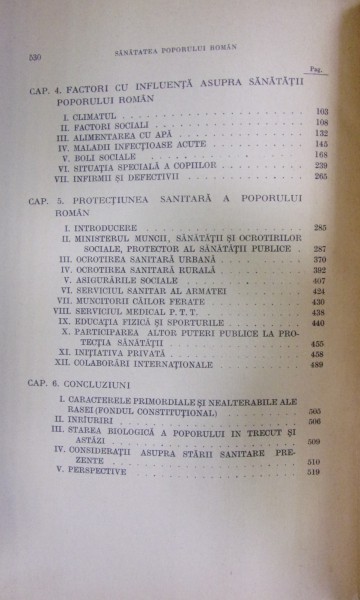 530 SĂNĂTATEA POPORULUI ROMÂN
Pag.
CAP. 4. FACTORI CU INFLUENȚĂ ASUPRA SĂNĂTĂȚII
POPORULUI ROMÂN
I. CLIMATUL . . . . . . . . . . 103
II. FACTORI SOCIALI . . . . . . . . . . 108
III. ALIMENTAREA CU APĂ . . . . . . . . . . 132
IV. MALADII INFECȚIOASE ACUTE . . . . . . . . 145
V. BOLI SOCIALE . . . . . . . . . . 168
VI. SITUAȚIA SPECIALĂ A COPIILOR . . . . . . . 239
VII. INFIRMII ȘI DEFECTIVII . . . . . . . . . 265
CAP. 5. PROTECȚIUNEA SANITARĂ A POPORULUI
ROMÂN
I. INTRODUCERE . . . . . . . . . . 285
II. MINISTERUL MUNCII, SĂNĂTĂȚII ȘI OCROTIRILOR
SOCIALE, PROTECTOR AL SĂNĂTĂȚII PUBLICE . 287
III. OCROTIREA SANITARĂ URBANĂ . . . . . . . 370
IV. OCROTIREA SANITARĂ RURALĂ . . . . . . . 392
V. ASIGURĂRILE SOCIALE . . . . . . . . . 407
VI. SERVICIUL SANITAR AL ARMATEI . . . . . . . 424
VII. MUNCITORII CĂILOR FERATE . . . . . . . . 430
VIII. SERVICIUL MEDICAL P. T. T. . . . . . . . . 438
IX. EDUCAȚIA FIZICĂ ȘI SPORTURILE . . . . . . . 440
X. PARTICIPAREA ALTOR PUTERI PUBLICE LA PRO-
TECȚIA SĂNĂTĂȚII . . . . . . . . . . 455
XI. INIȚIATIVA PRIVATĂ . . . . . . . . . . 458
XII. COLABORĂRI INTERNAȚIONALE . . . . . . . 489
CAP. 6. CONCLUZIUNI
I. CARACTERELE PRIMORDIALE ȘI NEALTERABILE ALE
RASEI (FONDUL CONSTITUȚIONAL) . . . . . . . 505
II. INRÎURIRI . . . . . . . . . . 506
III. STAREA BIOLOGICĂ A POPORULUI IN TRECUT ȘI
ASTĂZI . . . . . . . . . . 509
IV. CONSIDERAȚII ASUPRA STĂRII SANITARE PRE-
ZENTE . . . . . . . . . . 510
V. PERSPECTIVE . . . . . . . . . . 519